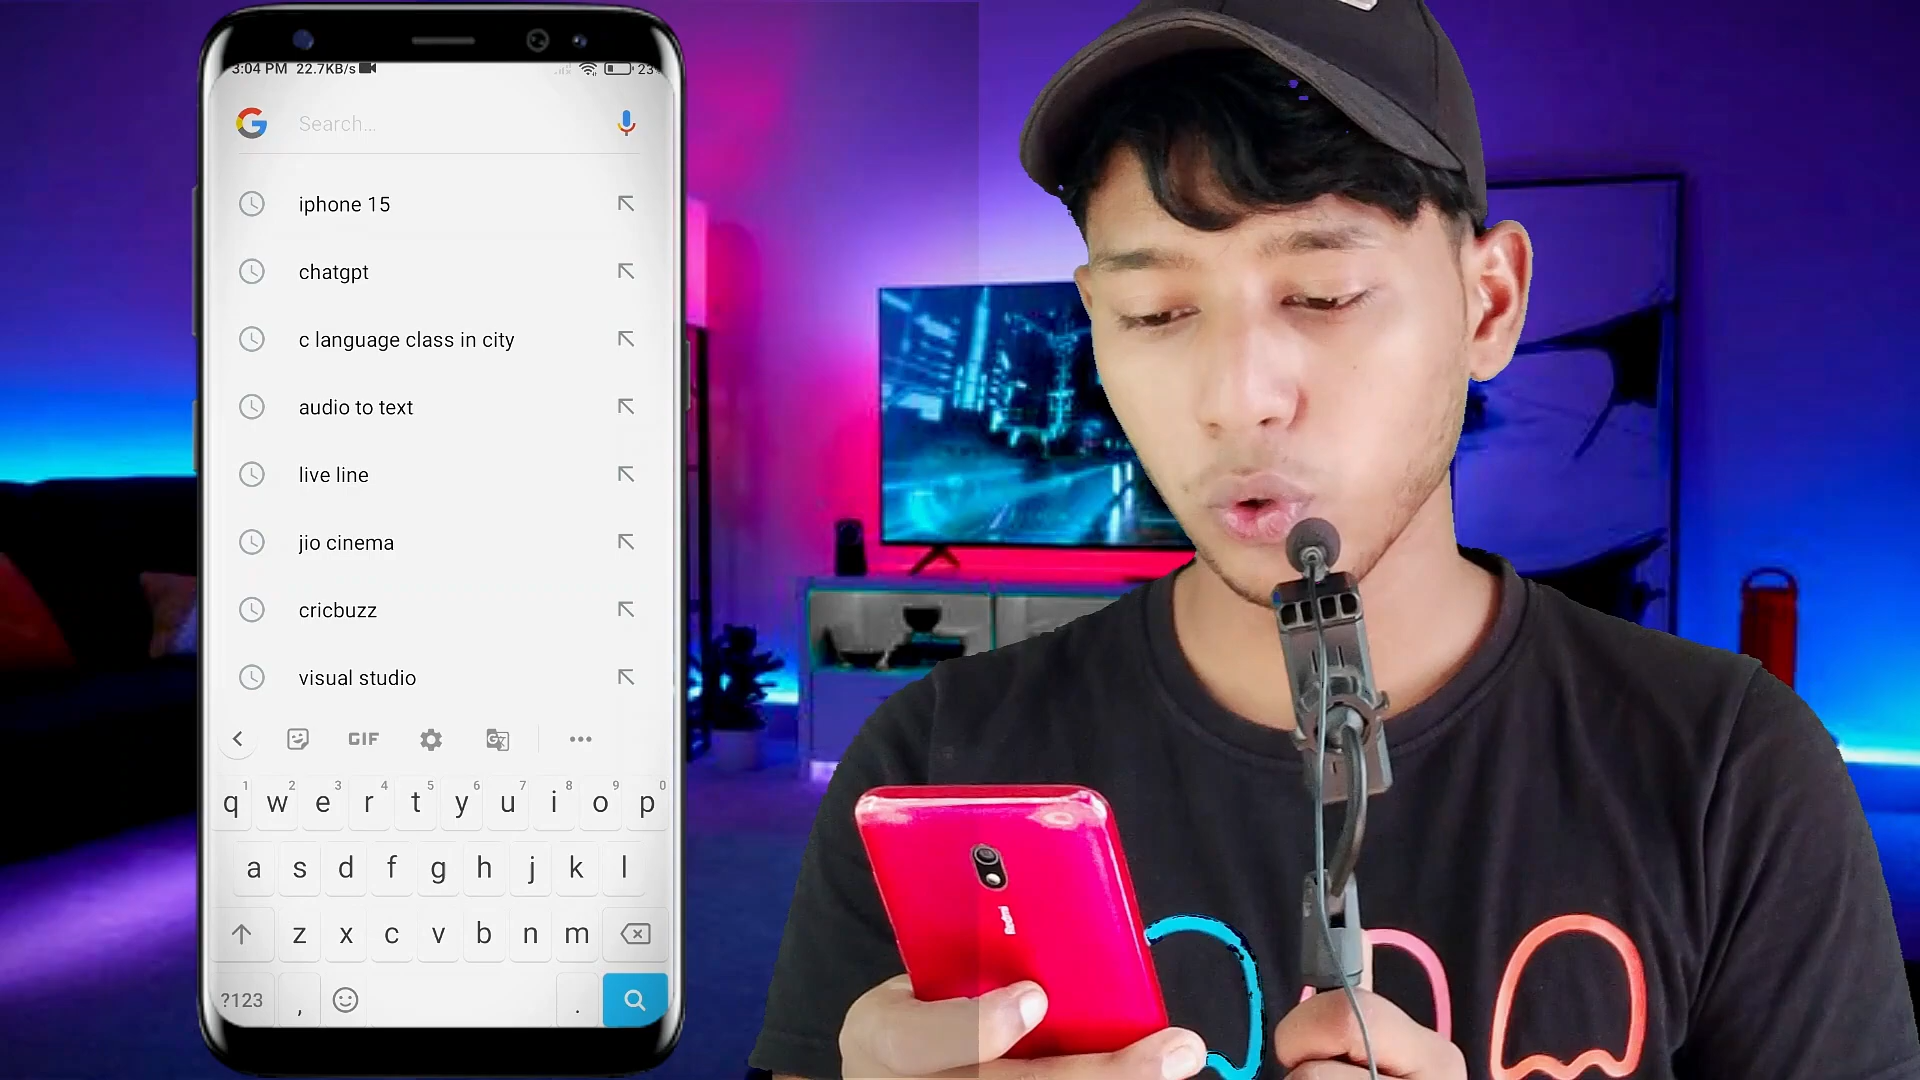 3:04 PM 22.7KB/s 23
Search...
iphone 15
chatgpt
c language class in city
audio to text
live line
jio cinema
cricbuzz
visual studio
GIF
1 2 3 4 5 6 7 8 9 0
q w e r t y u i o p
a s d f g h j k l
z x c v b n m
?123 , .
Redmi